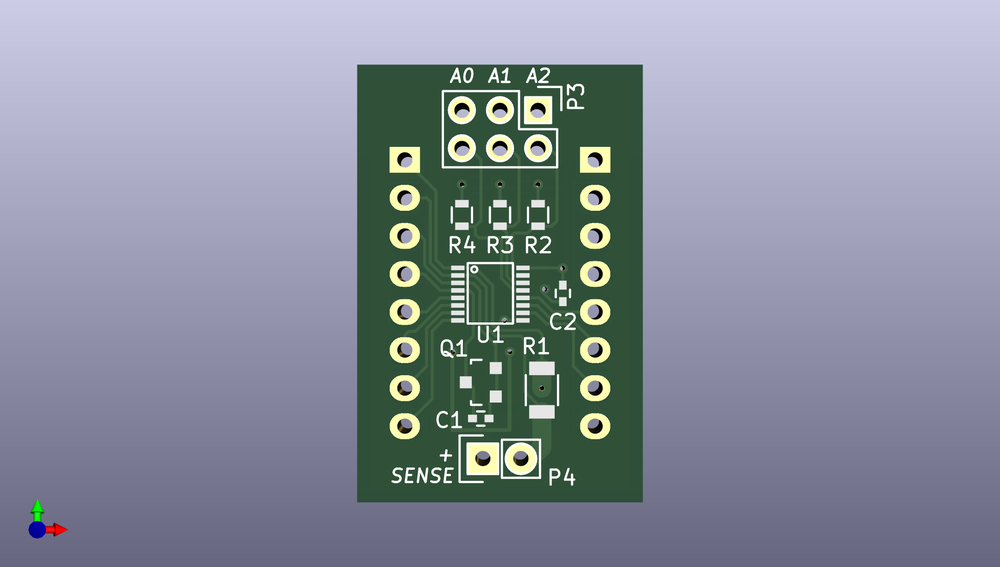 A0 A1 A2
P3
R4 R3 R2
C2
U1
Q1 R1
C1
+
SENSE P4